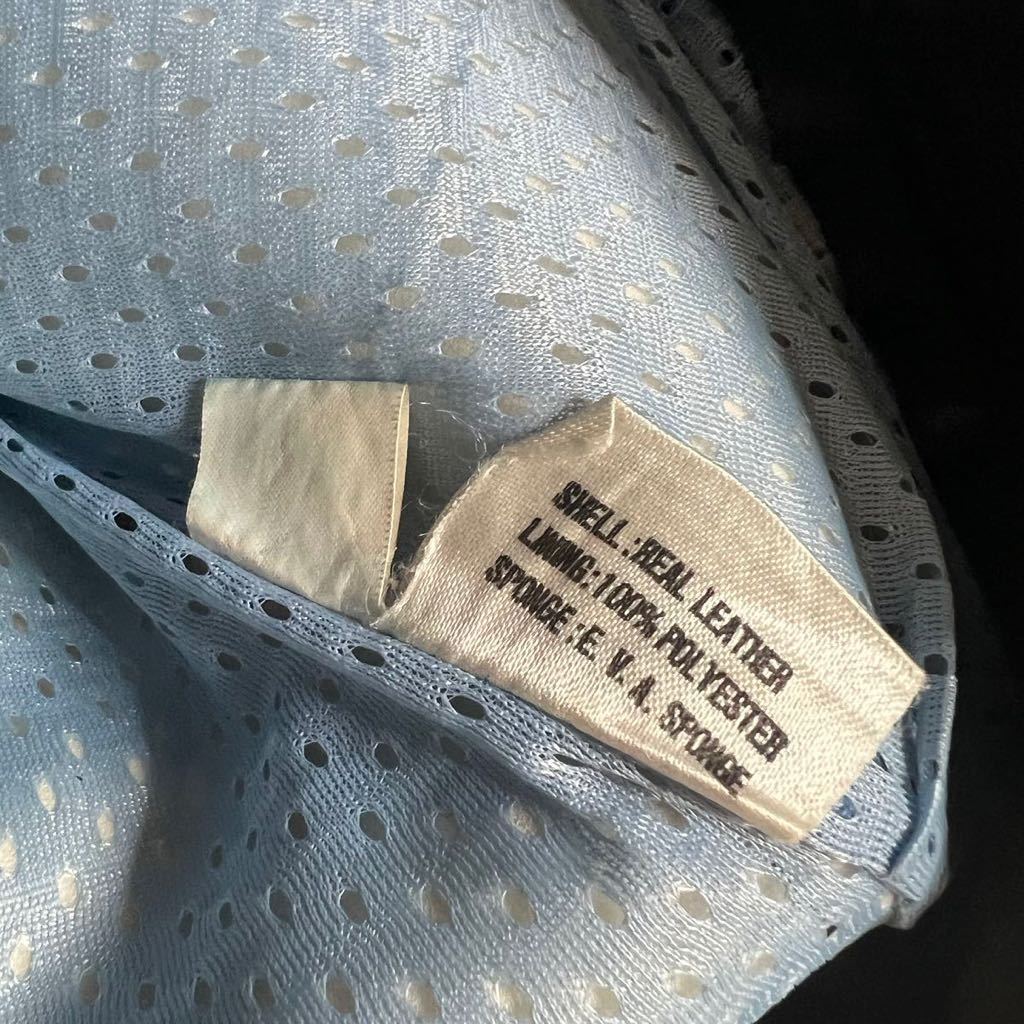 SHELL:REAL LEATHER
LINING:100% POLYESTER
SPONGE:E. V. A. SPONGE